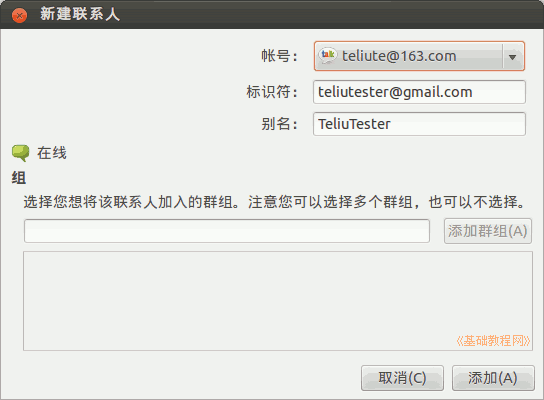 新建联系人
帐号： talk teliute@163.com
标识符： teliutester@gmail.com
别名： TeliuTester
在线
组
选择您想将该联系人加入的群组。注意您可以选择多个群组，也可以不选择。
添加群组(A)
《基础教程网》
取消(C) 添加(A)